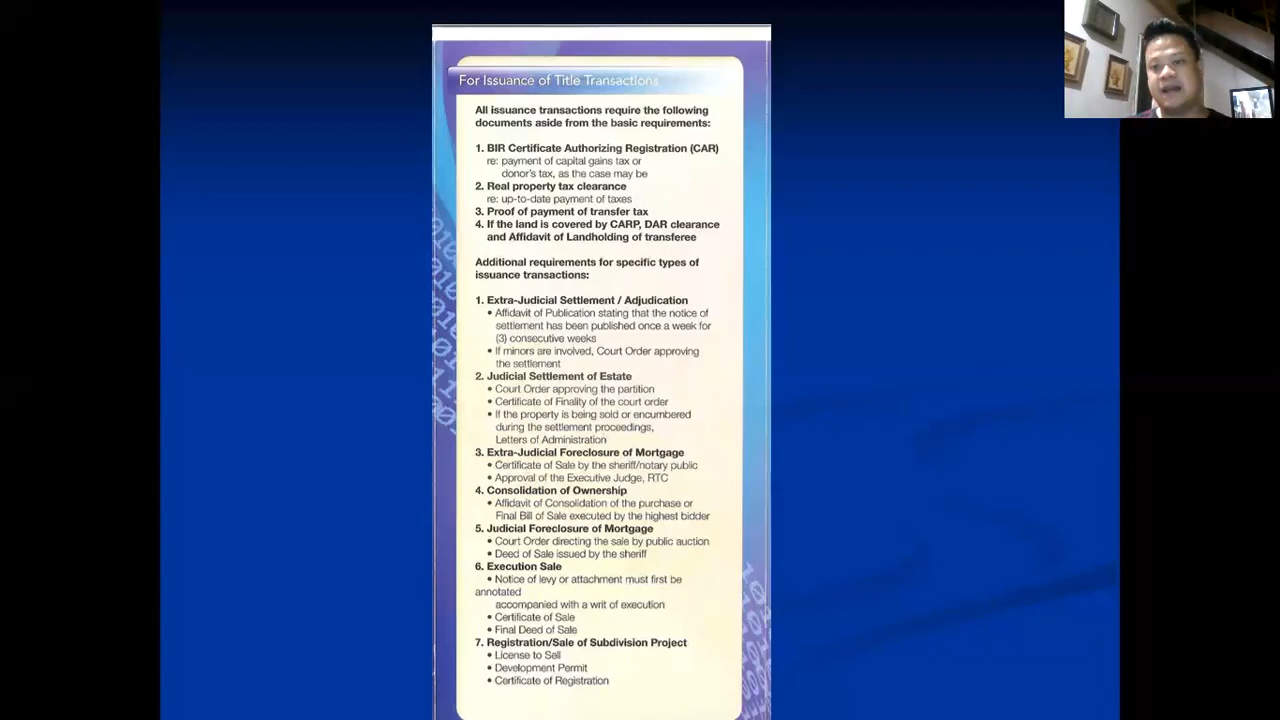 For Issuance of Title Transactions
All issuance transactions require the following
documents aside from the basic requirements:
1. BIR Certificate Authorizing Registration (CAR)
re: payment of capital gains tax or
donor's tax, as the case may be
2. Real property tax clearance
re: up-to-date payment of taxes
3. Proof of payment of transfer tax
4. If the land is covered by CARP, DAR clearance
and Affidavit of Landholding of transferee
Additional requirements for specific types of
issuance transactions:
1. Extra-Judicial Settlement / Adjudication
• Affidavit of Publication stating that the notice of
settlement has been published once a week for
(3) consecutive weeks
• If minors are involved, Court Order approving
the settlement
2. Judicial Settlement of Estate
• Court Order approving the partition
• Certificate of Finality of the court order
• If the property is being sold or encumbered
during the settlement proceedings,
Letters of Administration
3. Extra-Judicial Foreclosure of Mortgage
• Certificate of Sale by the sheriff/notary public
• Approval of the Executive Judge, RTC
4. Consolidation of Ownership
• Affidavit of Consolidation of the purchase or
Final Bill of Sale executed by the highest bidder
5. Judicial Foreclosure of Mortgage
• Court Order directing the sale by public auction
• Deed of Sale issued by the sheriff
6. Execution Sale
• Notice of levy or attachment must first be
annotated
accompanied with a writ of execution
• Certificate of Sale
• Final Deed of Sale
7. Registration/Sale of Subdivision Project
• License to Sell
• Development Permit
• Certificate of Registration